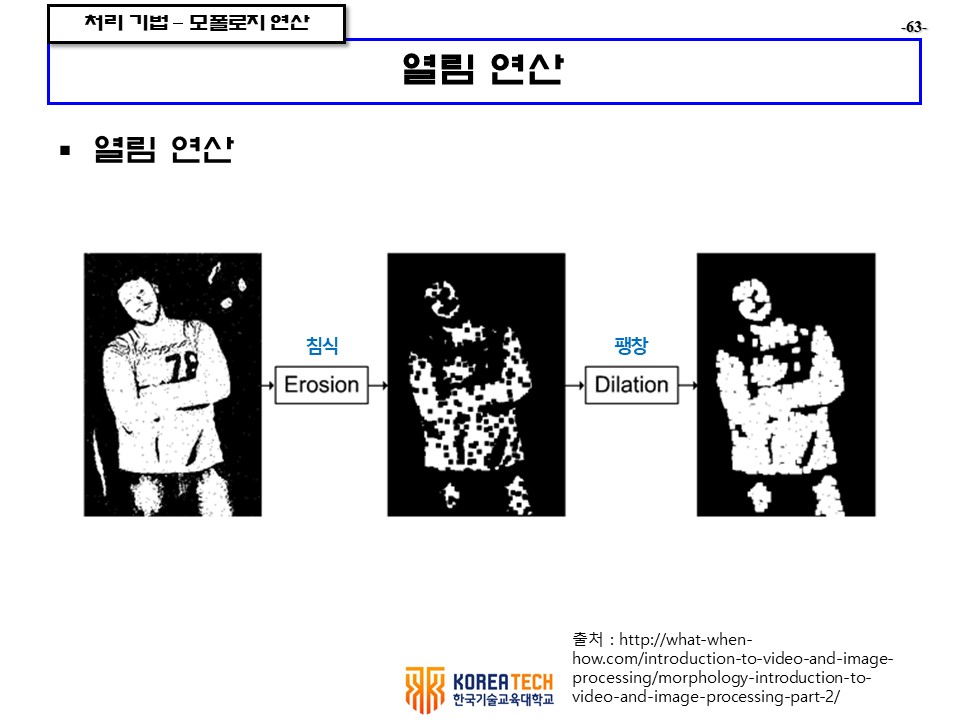 처리 기법 – 모폴로지 연산
-63-
열림 연산
▪ 열림 연산
78
침식
Erosion
팽창
Dilation
출처 : http://what-when-
how.com/introduction-to-video-and-image-
processing/morphology-introduction-to-
video-and-image-processing-part-2/
KOREATECH
한국기술교육대학교